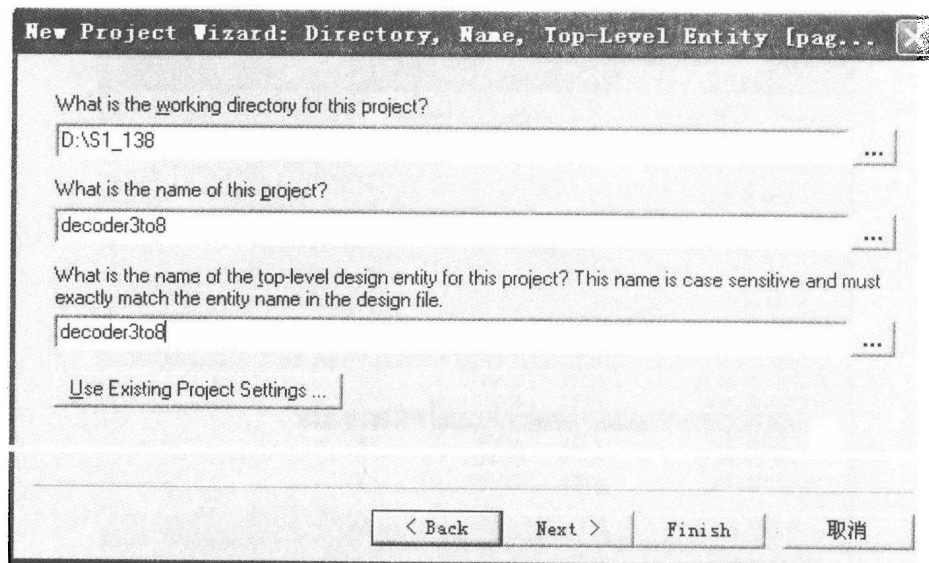 New Project Wizard: Directory, Name, Top-Level Entity [pag...
What is the working directory for this project?
D:\S1_138
...
What is the name of this project?
decoder3to8
...
What is the name of the top-level design entity for this project? This name is case sensitive and must
exactly match the entity name in the design file.
decoder3to8
...
Use Existing Project Settings ...
< Back
Next >
Finish
取消